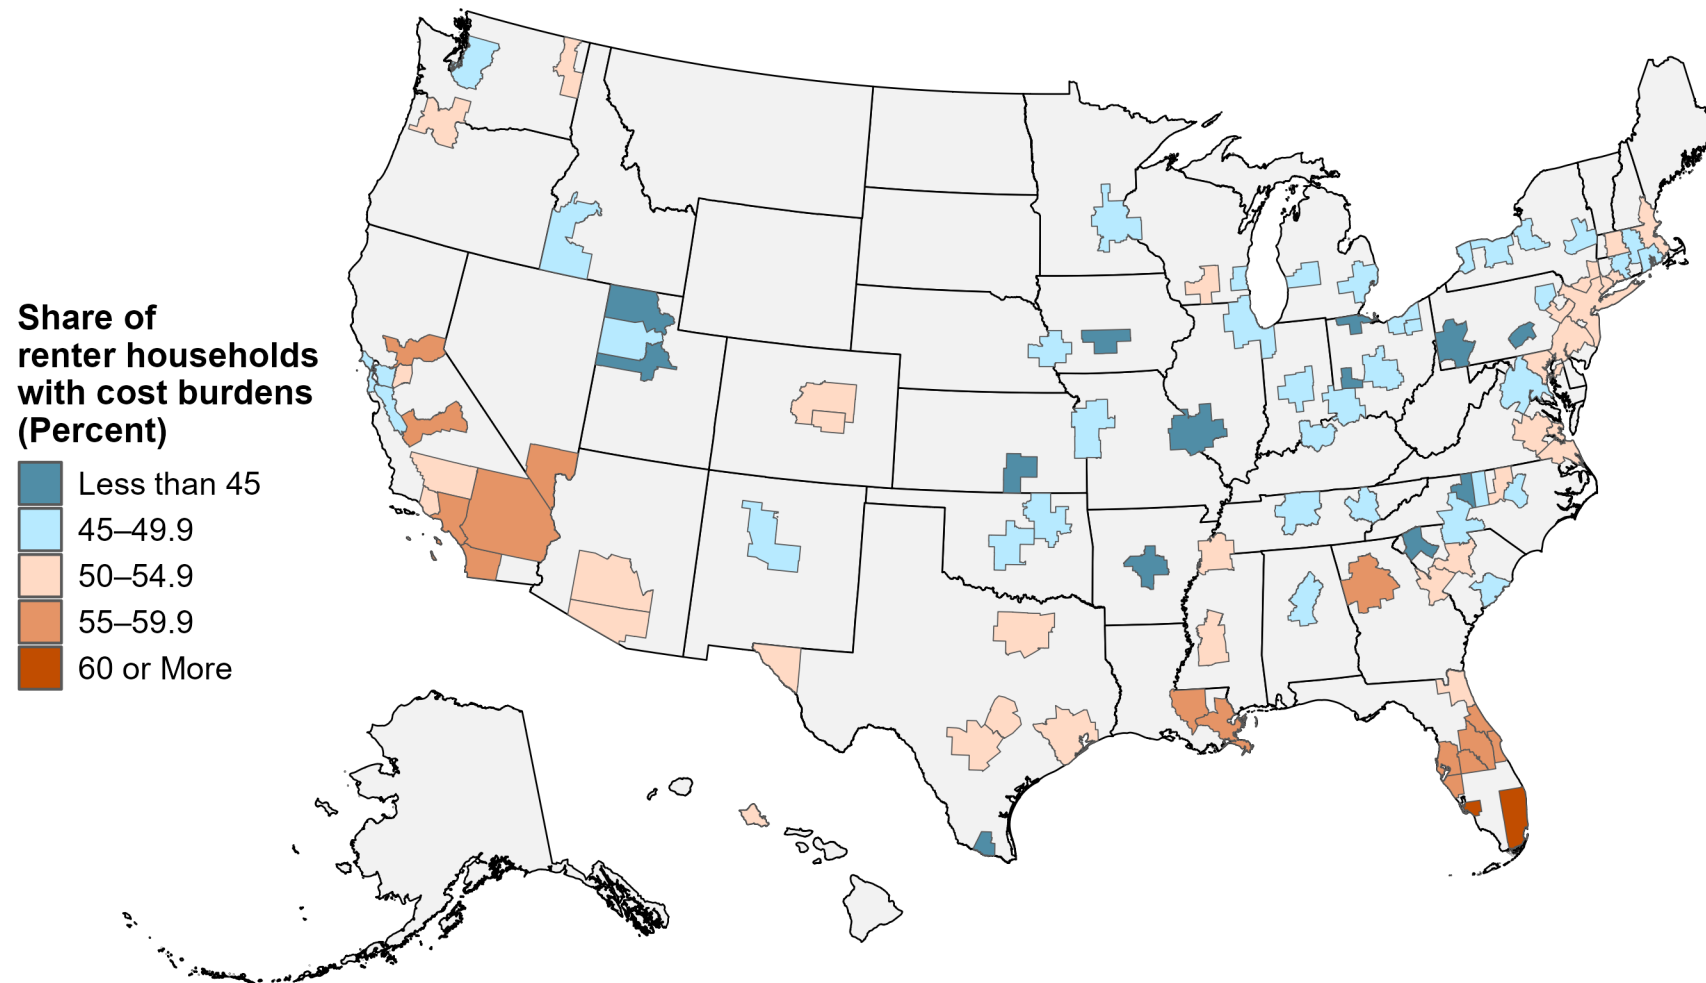 Share of
renter households
with cost burdens
(Percent)
Less than 45
45–49.9
50–54.9
55–59.9
60 or More